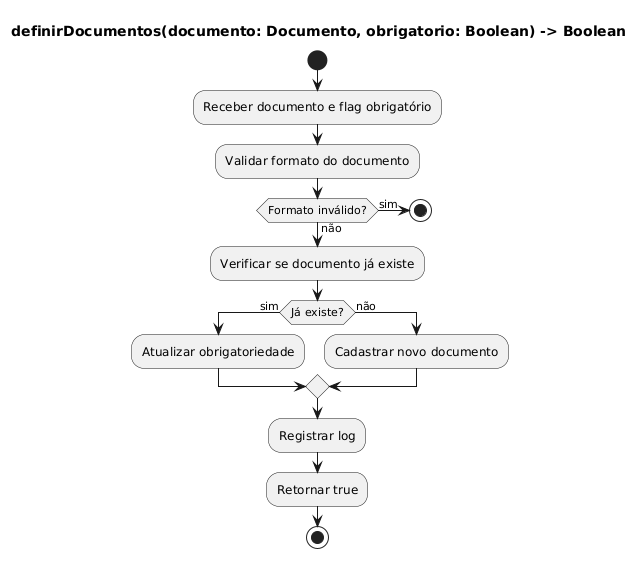 definirDocumentos(documento: Documento, obrigatorio: Boolean) -> Boolean
Receber documento e flag obrigatório
Validar formato do documento
Formato inválido?
sim
não
Verificar se documento já existe
sim
Já existe?
não
Atualizar obrigatoriedade
Cadastrar novo documento
Registrar log
Retornar true